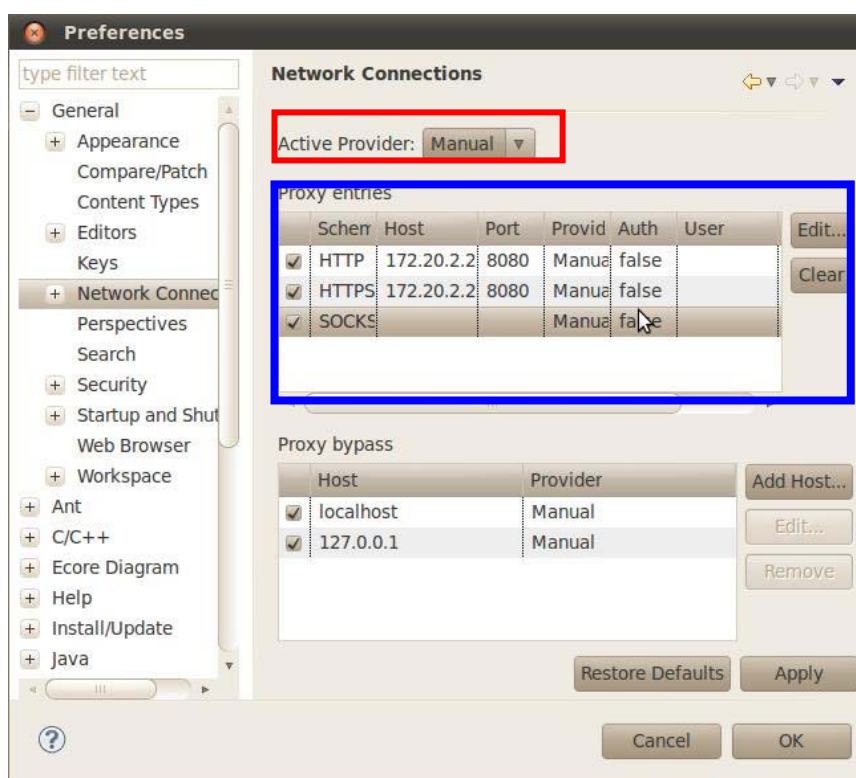 Preferences
type filter text
General
Appearance
Compare/Patch
Content Types
Editors
Keys
Network Connec
Perspectives
Search
Security
Startup and Shut
Web Browser
Workspace
Ant
C/C++
Ecore Diagram
Help
Install/Update
Java
Network Connections
Active Provider: Manual
Proxy entries
Schem Host Port Provid Auth User
HTTP 172.20.2.2 8080 Manua false
HTTPS 172.20.2.2 8080 Manua false
SOCKS Manua false
Edit...
Clear
Proxy bypass
Host Provider
localhost Manual
127.0.0.1 Manual
Add Host...
Edit...
Remove
Restore Defaults Apply
Cancel OK